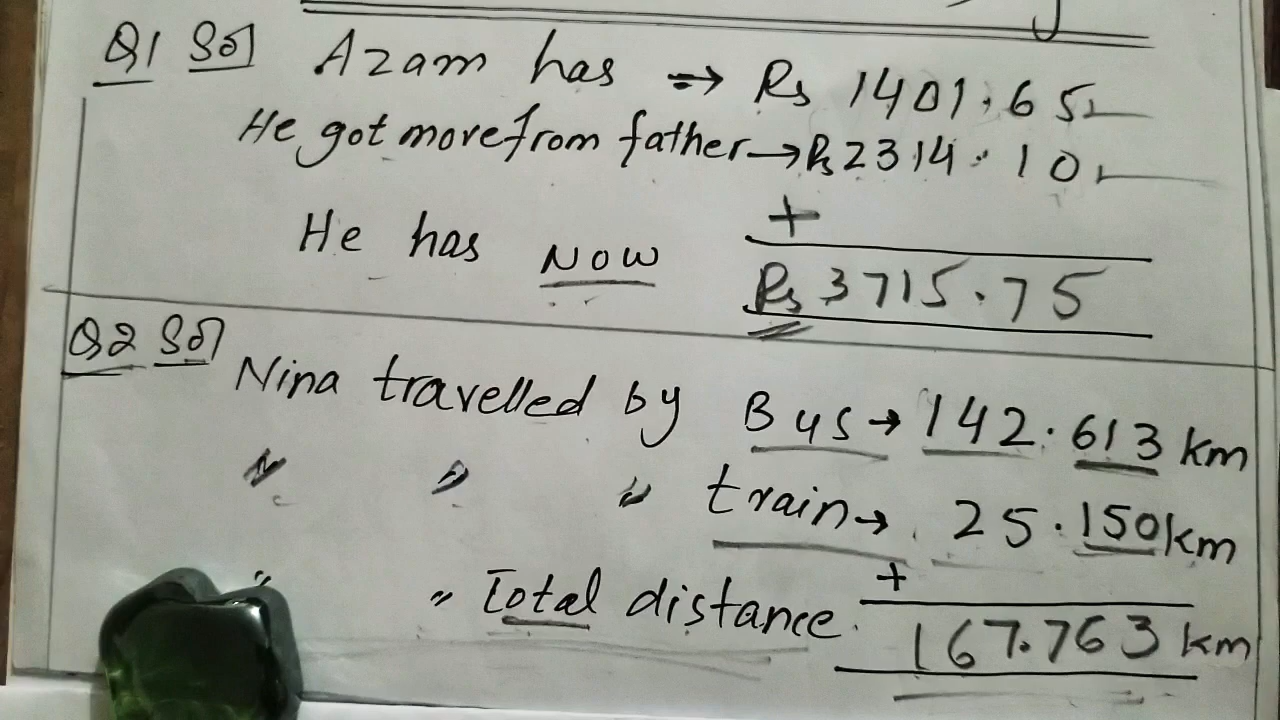 Q1 Sol Azam has → Rs 1401.65
He got more from father → Rs 2314.10
+
He has NOW Rs 3715.75
Q2 Sol
Nina travelled by Bus → 142.613 km
" " " train → 25.150 km
+
" " Total distance 167.763 km